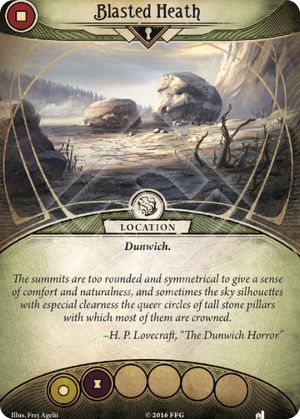 Blasted Heath
LOCATION
Dunwich.
The summits are too rounded and symmetrical to give a sense
of comfort and naturalness, and sometimes the sky silhouettes
with especial clearness the queer circles of tall stone pillars
with which most of them are crowned.
–H. P. Lovecraft, “The Dunwich Horror”
Illus. Frej Agelii
© 2016 FFG